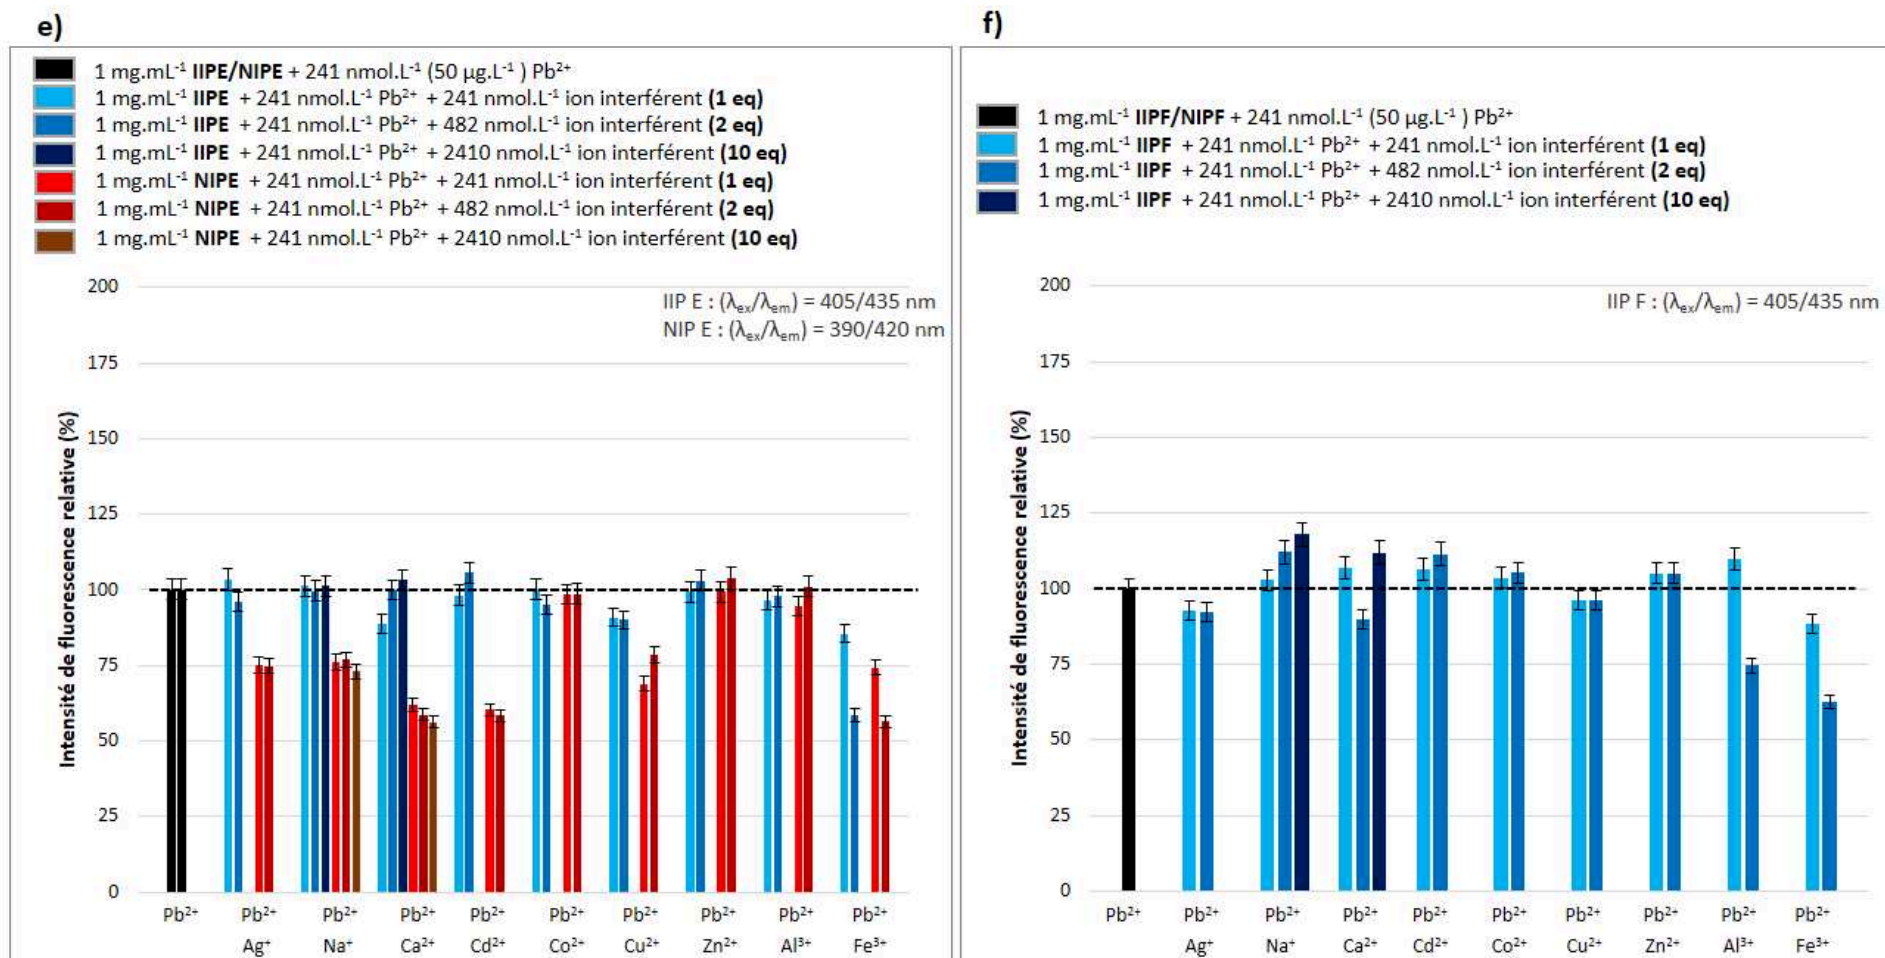 e)
1 mg.mL⁻¹ IIPE/NIPE + 241 nmol.L⁻¹ (50 µg.L⁻¹ ) Pb²⁺
1 mg.mL⁻¹ IIPE + 241 nmol.L⁻¹ Pb²⁺ + 241 nmol.L⁻¹ ion interférent (1 eq)
1 mg.mL⁻¹ IIPE + 241 nmol.L⁻¹ Pb²⁺ + 482 nmol.L⁻¹ ion interférent (2 eq)
1 mg.mL⁻¹ IIPE + 241 nmol.L⁻¹ Pb²⁺ + 2410 nmol.L⁻¹ ion interférent (10 eq)
1 mg.mL⁻¹ NIPE + 241 nmol.L⁻¹ Pb²⁺ + 241 nmol.L⁻¹ ion interférent (1 eq)
1 mg.mL⁻¹ NIPE + 241 nmol.L⁻¹ Pb²⁺ + 482 nmol.L⁻¹ ion interférent (2 eq)
1 mg.mL⁻¹ NIPE + 241 nmol.L⁻¹ Pb²⁺ + 2410 nmol.L⁻¹ ion interférent (10 eq)
IIP E : (λex/λem) = 405/435 nm
NIP E : (λex/λem) = 390/420 nm
Intensité de fluorescence relative (%)
200
175
150
125
100
75
50
25
0
Pb²⁺ Pb²⁺ Pb²⁺ Pb²⁺ Pb²⁺ Pb²⁺ Pb²⁺ Pb²⁺ Pb²⁺ Pb²⁺
Ag⁺ Na⁺ Ca²⁺ Cd²⁺ Co²⁺ Cu²⁺ Zn²⁺ Al³⁺ Fe³⁺
f)
1 mg.mL⁻¹ IIPF/NIPF + 241 nmol.L⁻¹ (50 µg.L⁻¹ ) Pb²⁺
1 mg.mL⁻¹ IIPF + 241 nmol.L⁻¹ Pb²⁺ + 241 nmol.L⁻¹ ion interférent (1 eq)
1 mg.mL⁻¹ IIPF + 241 nmol.L⁻¹ Pb²⁺ + 482 nmol.L⁻¹ ion interférent (2 eq)
1 mg.mL⁻¹ IIPF + 241 nmol.L⁻¹ Pb²⁺ + 2410 nmol.L⁻¹ ion interférent (10 eq)
IIP F : (λex/λem) = 405/435 nm
Intensité de fluorescence relative (%)
200
175
150
125
100
75
50
25
0
Pb²⁺ Pb²⁺ Pb²⁺ Pb²⁺ Pb²⁺ Pb²⁺ Pb²⁺ Pb²⁺ Pb²⁺ Pb²⁺
Ag⁺ Na⁺ Ca²⁺ Cd²⁺ Co²⁺ Cu²⁺ Zn²⁺ Al³⁺ Fe³⁺